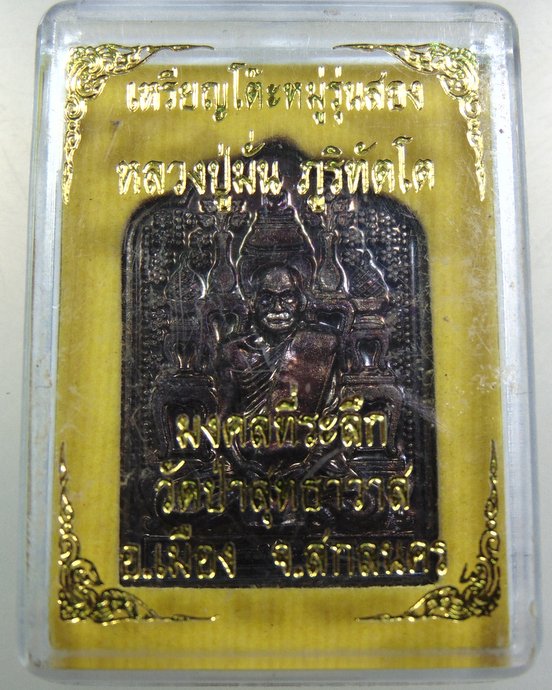 เหรียญโต๊ะหมู่รุ่นสอง
หลวงปู่มั่น ภูริทัตโต
มงคลที่ระลึก
วัดป่าสุทธาวาส
อ.เมือง จ.สกลนคร